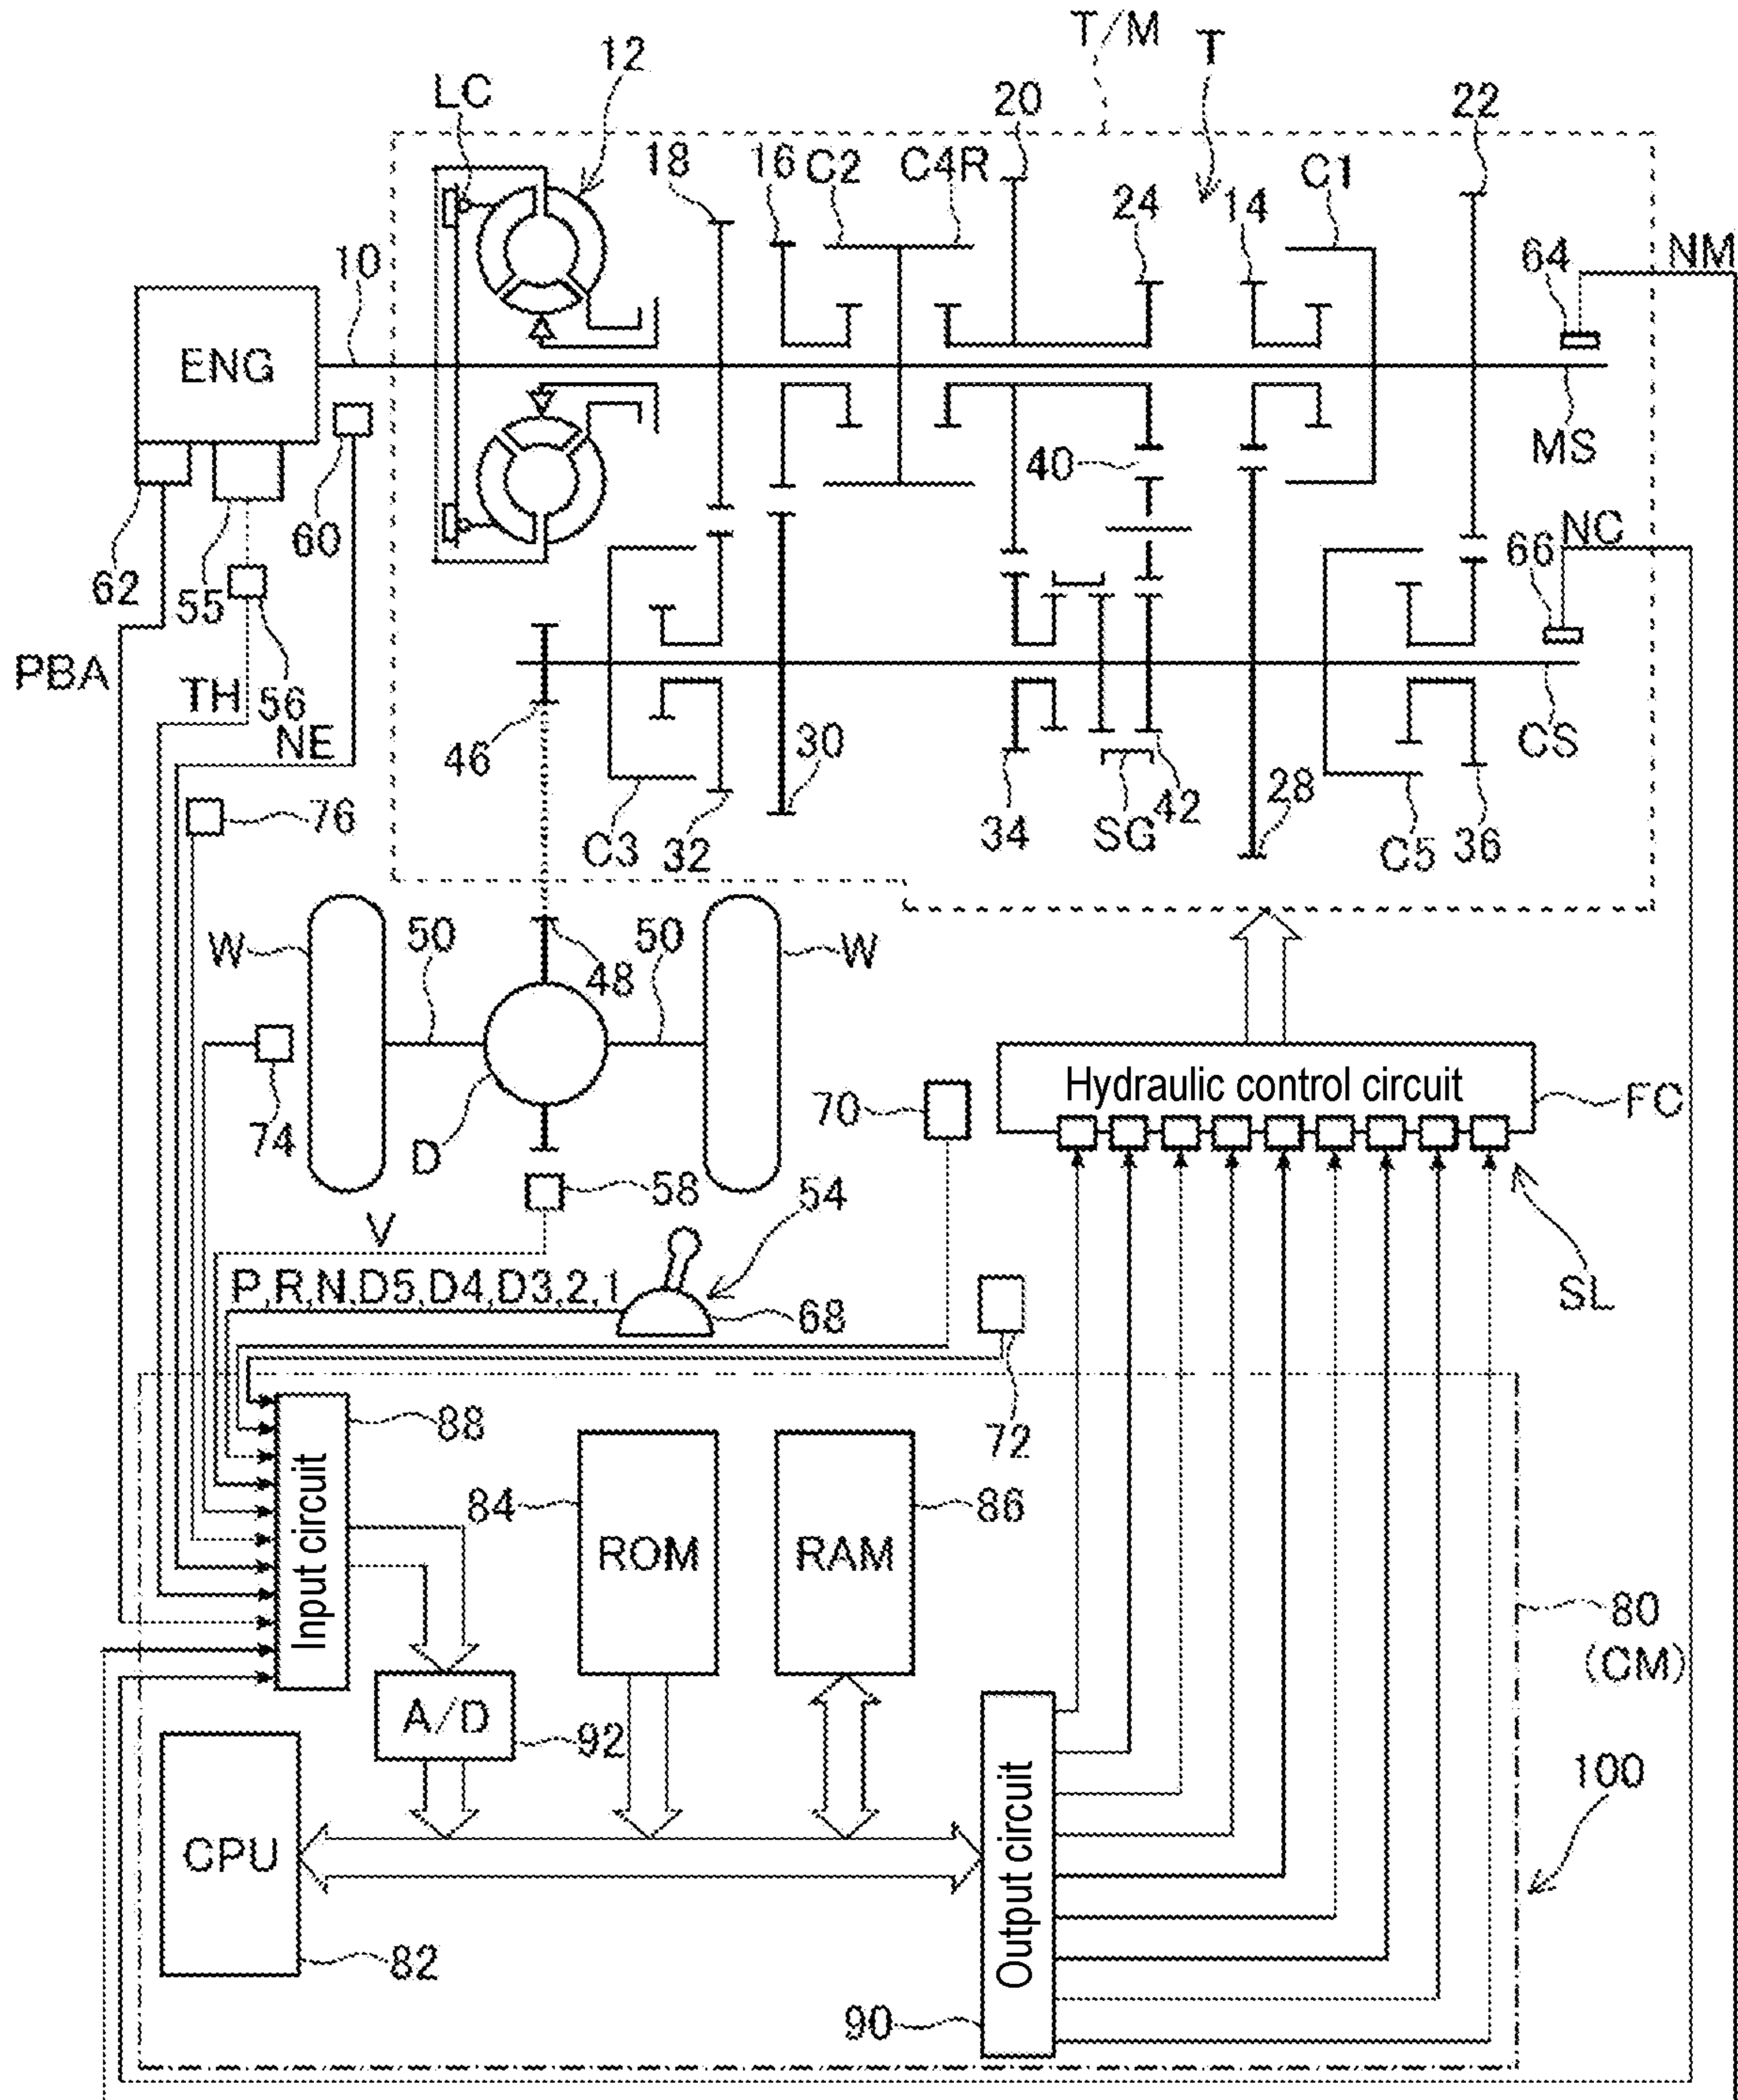 T/M
T
12
LC
20
22
18
16
C2
C4R
C1
24
14
64
NM
10
ENG
MS
40
60
NC
66
62
55
PBA
TH
56
NE
46
30
CS
76
C3
32
34
SG
42
28
C5
36
W
50
50
W
48
70
Hydraulic control circuit
FC
74
D
58
54
V
P,R,N,D5,D4,D3,2,1
68
SL
72
88
Input circuit
84
ROM
86
RAM
80
(CM)
A/D
92
100
CPU
Output circuit
82
90